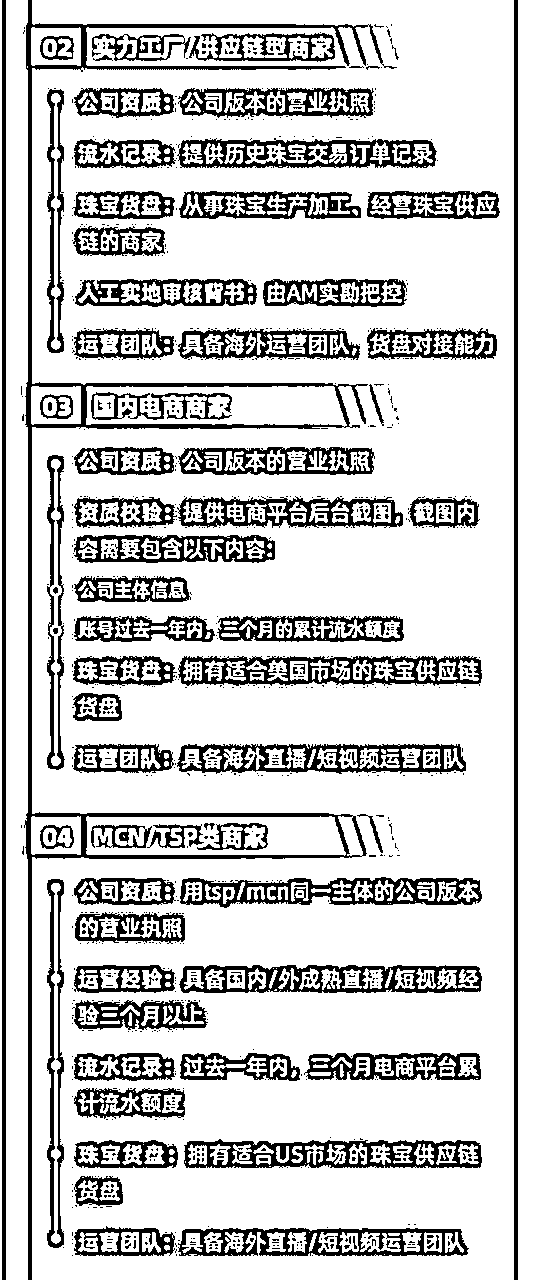 02 实力工厂/供应链型商家
公司资质：公司版本的营业执照
流水记录：提供历史珠宝交易订单记录
珠宝货盘：从事珠宝生产加工、经营珠宝供应
链的商家
人工实地审核背书：由AM实勘把控
运营团队：具备海外运营团队，货盘对接能力
03 国内电商商家
公司资质：公司版本的营业执照
资质校验：提供电商平台后台截图，截图内
容需要包含以下内容：
公司主体信息
账号过去一年内，三个月的累计流水额度
珠宝货盘：拥有适合美国市场的珠宝供应链
货盘
运营团队：具备海外直播/短视频运营团队
04 MCN/TSP类商家
公司资质：用tsp/mcn同一主体的公司版本
的营业执照
运营经验：具备国内/外成熟直播/短视频经
验三个月以上
流水记录：过去一年内，三个月电商平台累
计流水额度
珠宝货盘：拥有适合US市场的珠宝供应链
货盘
运营团队：具备海外直播/短视频运营团队